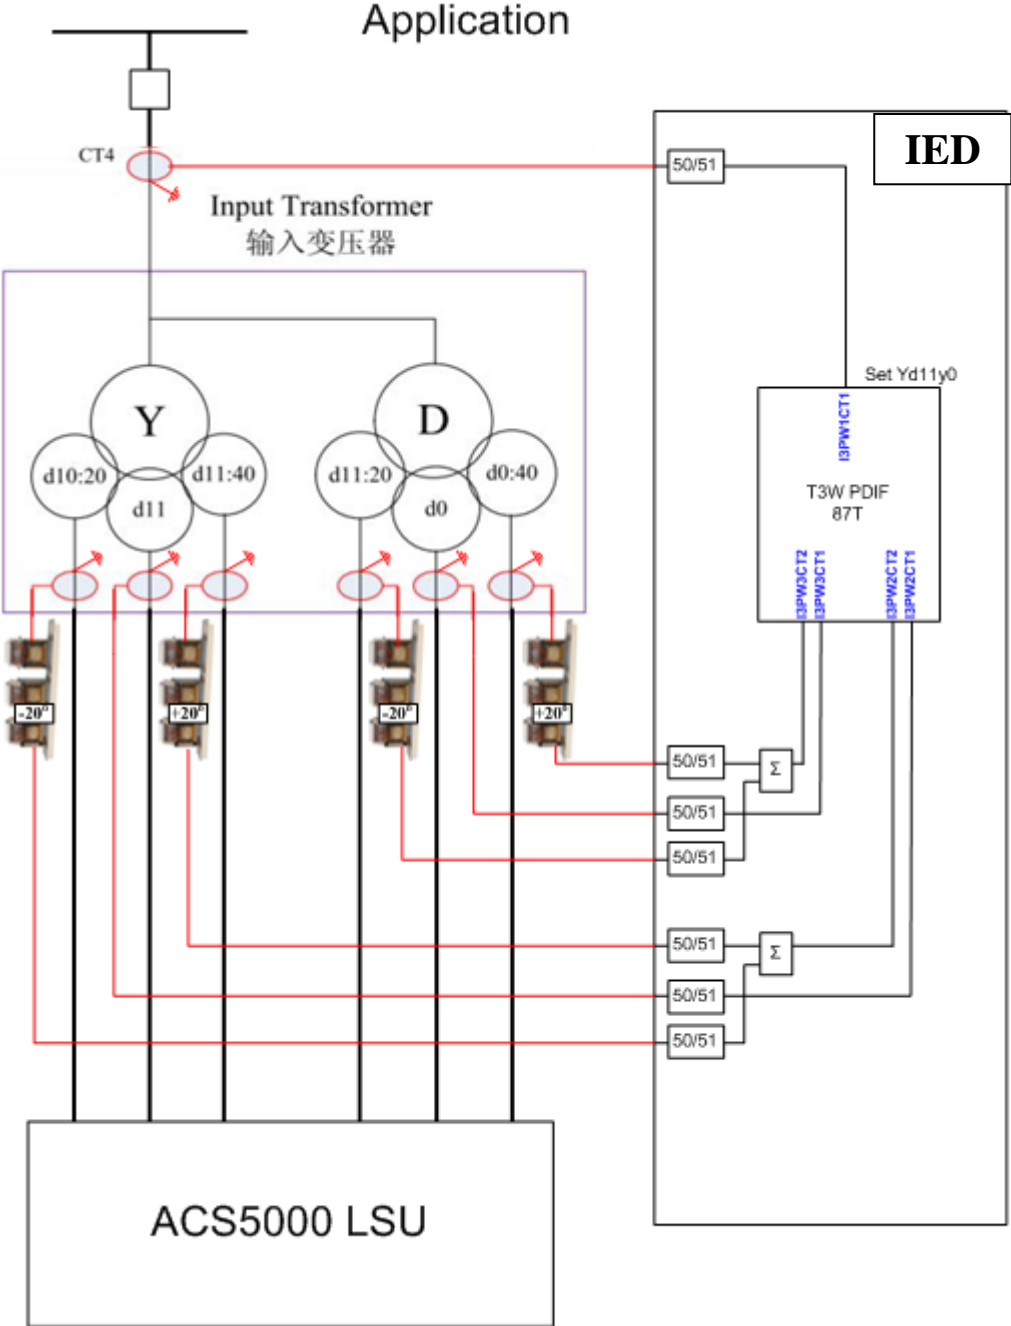 Application
IED
CT4
50/51
Input Transformer
输入变压器
Set Yd11y0
I3PW1CT1
Y
D
d10:20
d11:40
d11
d11:20
d0:40
d0
T3W PDIF
87T
I3PW3CT2
I3PW3CT1
I3PW2CT2
I3PW2CT1
-20°
+20°
-20°
+20°
50/51
Σ
50/51
50/51
50/51
Σ
50/51
50/51
ACS5000 LSU